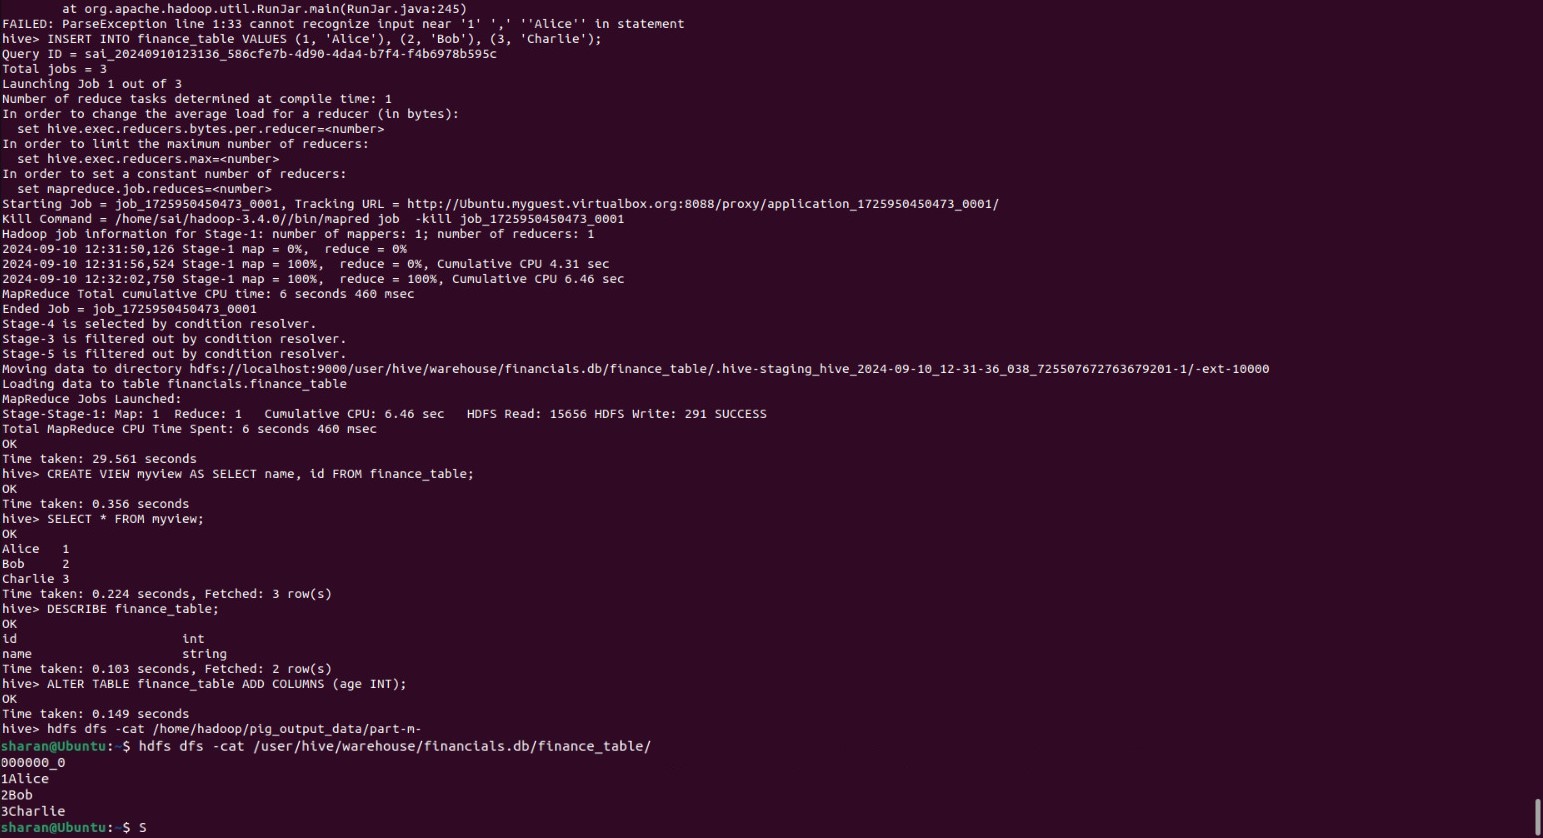 at org.apache.hadoop.util.RunJar.main(RunJar.java:245)
FAILED: ParseException line 1:33 cannot recognize input near '1' ',' ''Alice'' in statement
hive> INSERT INTO finance_table VALUES (1, 'Alice'), (2, 'Bob'), (3, 'Charlie');
Query ID = sai_20240910123136_586cfe7b-4d90-4da4-b7f4-f4b6978b595c
Total jobs = 3
Launching Job 1 out of 3
Number of reduce tasks determined at compile time: 1
In order to change the average load for a reducer (in bytes):
  set hive.exec.reducers.bytes.per.reducer=<number>
In order to limit the maximum number of reducers:
  set hive.exec.reducers.max=<number>
In order to set a constant number of reducers:
  set mapreduce.job.reduces=<number>
Starting Job = job_1725950450473_0001, Tracking URL = http://Ubuntu.myguest.virtualbox.org:8088/proxy/application_1725950450473_0001/
Kill Command = /home/sai/hadoop-3.4.0//bin/mapred job  -kill job_1725950450473_0001
Hadoop job information for Stage-1: number of mappers: 1; number of reducers: 1
2024-09-10 12:31:50,126 Stage-1 map = 0%,  reduce = 0%
2024-09-10 12:31:56,524 Stage-1 map = 100%,  reduce = 0%, Cumulative CPU 4.31 sec
2024-09-10 12:32:02,750 Stage-1 map = 100%,  reduce = 100%, Cumulative CPU 6.46 sec
MapReduce Total cumulative CPU time: 6 seconds 460 msec
Ended Job = job_1725950450473_0001
Stage-4 is selected by condition resolver.
Stage-3 is filtered out by condition resolver.
Stage-5 is filtered out by condition resolver.
Moving data to directory hdfs://localhost:9000/user/hive/warehouse/financials.db/finance_table/.hive-staging_hive_2024-09-10_12-31-36_038_725507672763679201-1/-ext-10000
Loading data to table financials.finance_table
MapReduce Jobs Launched:
Stage-Stage-1: Map: 1  Reduce: 1   Cumulative CPU: 6.46 sec   HDFS Read: 15656 HDFS Write: 291 SUCCESS
Total MapReduce CPU Time Spent: 6 seconds 460 msec
OK
Time taken: 29.561 seconds
hive> CREATE VIEW myview AS SELECT name, id FROM finance_table;
OK
Time taken: 0.356 seconds
hive> SELECT * FROM myview;
OK
Alice   1
Bob     2
Charlie 3
Time taken: 0.224 seconds, Fetched: 3 row(s)
hive> DESCRIBE finance_table;
OK
id                      int
name                    string
Time taken: 0.103 seconds, Fetched: 2 row(s)
hive> ALTER TABLE finance_table ADD COLUMNS (age INT);
OK
Time taken: 0.149 seconds
hive> hdfs dfs -cat /home/hadoop/pig_output_data/part-m-
sharan@Ubuntu:~$ hdfs dfs -cat /user/hive/warehouse/financials.db/finance_table/
000000_0
1Alice
2Bob
3Charlie
sharan@Ubuntu:~$ S